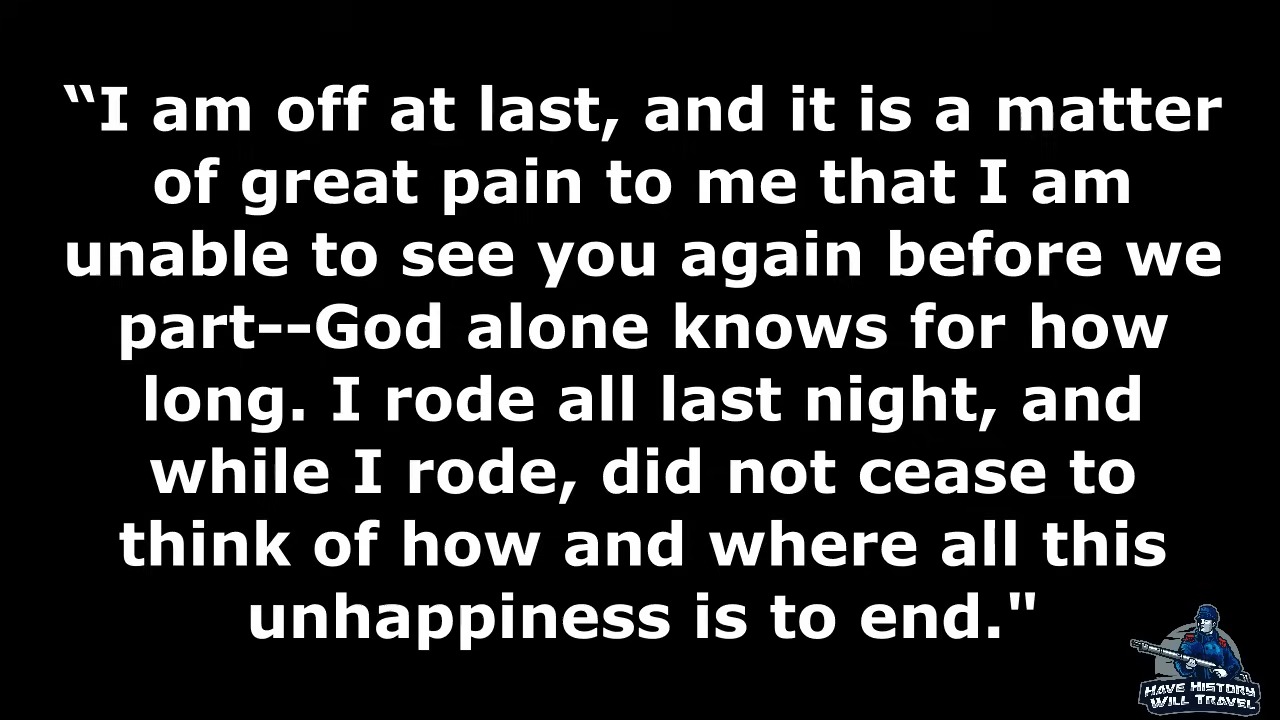 “I am off at last, and it is a matter
of great pain to me that I am
unable to see you again before we
part--God alone knows for how
long. I rode all last night, and
while I rode, did not cease to
think of how and where all this
unhappiness is to end."
HAVE HISTORY
WILL TRAVEL